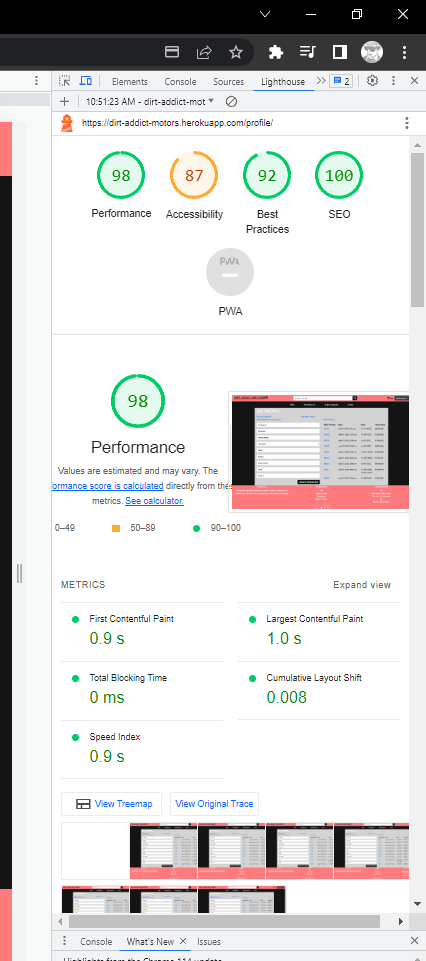 Elements Console Sources Lighthouse 2
10:51:23 AM - dirt-addict-mot
https://dirt-addict-motors.herokuapp.com/profile/
98 87 92 100
Performance Accessibility Best Practices SEO
PWA
PWA
98
Performance
Values are estimated and may vary. The
formance score is calculated directly from these
metrics. See calculator.
0–49 50–89 90–100
METRICS Expand view
First Contentful Paint Largest Contentful Paint
0.9 s 1.0 s
Total Blocking Time Cumulative Layout Shift
0 ms 0.008
Speed Index
0.9 s
View Treemap View Original Trace
Console What's New Issues
Highlights from the Chrome 114 update